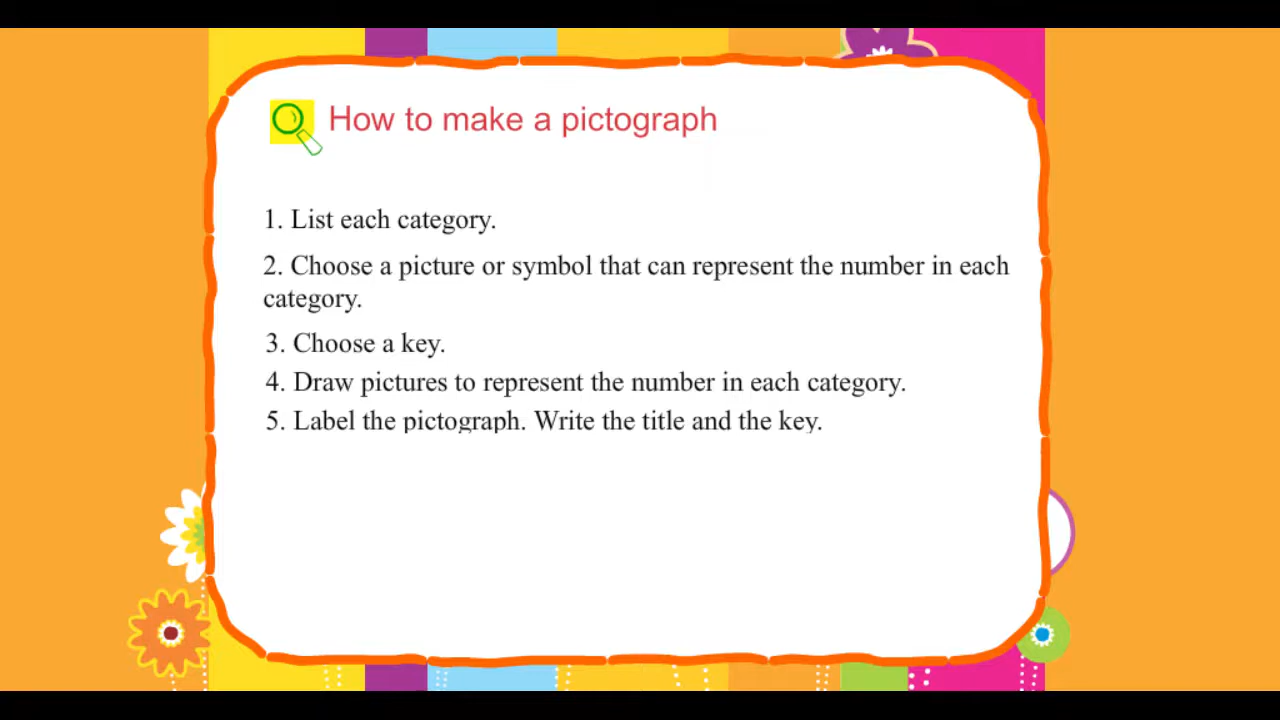 How to make a pictograph
1. List each category.
2. Choose a picture or symbol that can represent the number in each
category.
3. Choose a key.
4. Draw pictures to represent the number in each category.
5. Label the pictograph. Write the title and the key.